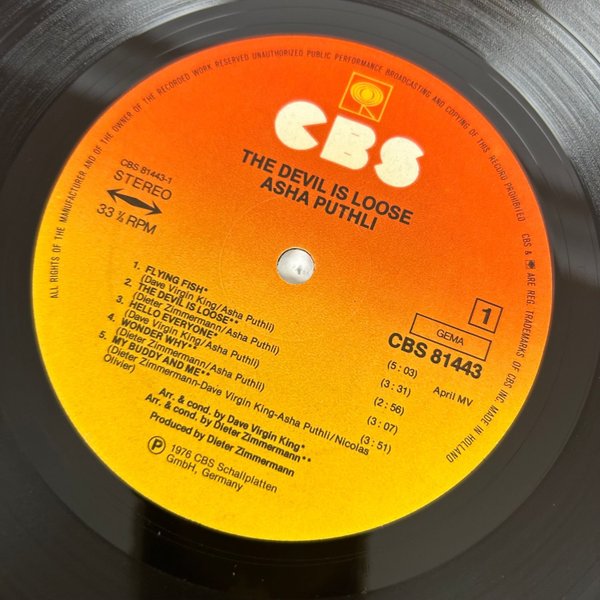 ALL RIGHTS OF THE MANUFACTURER AND OF THE OWNER OF THE RECORDED WORK RESERVED UNAUTHORIZED PUBLIC PERFORMANCE BROADCASTING AND COPYING OF THIS RECORD PROHIBITED
CBS & ARE REG. TRADEMARKS OF CBS INC. MADE IN HOLLAND
CBS
THE DEVIL IS LOOSE
ASHA PUTHLI
CBS 81443-1
STEREO
33 ⅓ RPM
1
GEMA
CBS 81443
April MV
1. FLYING FISH* (5:03)
(Dave Virgin King/Asha Puthli)
2. THE DEVIL IS LOOSE** (3:31)
(Dieter Zimmermann/Asha Puthli)
3. HELLO EVERYONE* (2:56)
(Dave Virgin King/Asha Puthli)
4. WONDER WHY** (3:07)
(Dieter Zimmermann/Asha Puthli)
5. MY BUDDY AND ME** (3:51)
(Dieter Zimmermann-Dave Virgin King-Asha Puthli/Nicolas
Olivier)
Arr. & cond. by Dave Virgin King*
Arr. & cond. by Dieter Zimmermann**
Produced by Dieter Zimmermann
℗ 1976 CBS Schallplatten
GmbH, Germany